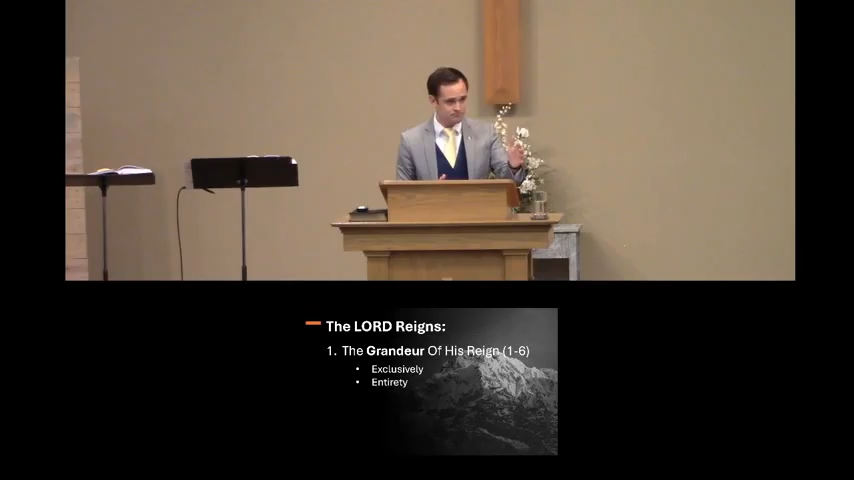 The LORD Reigns:
1. The Grandeur Of His Reign (1-6)
• Exclusively
• Entirety